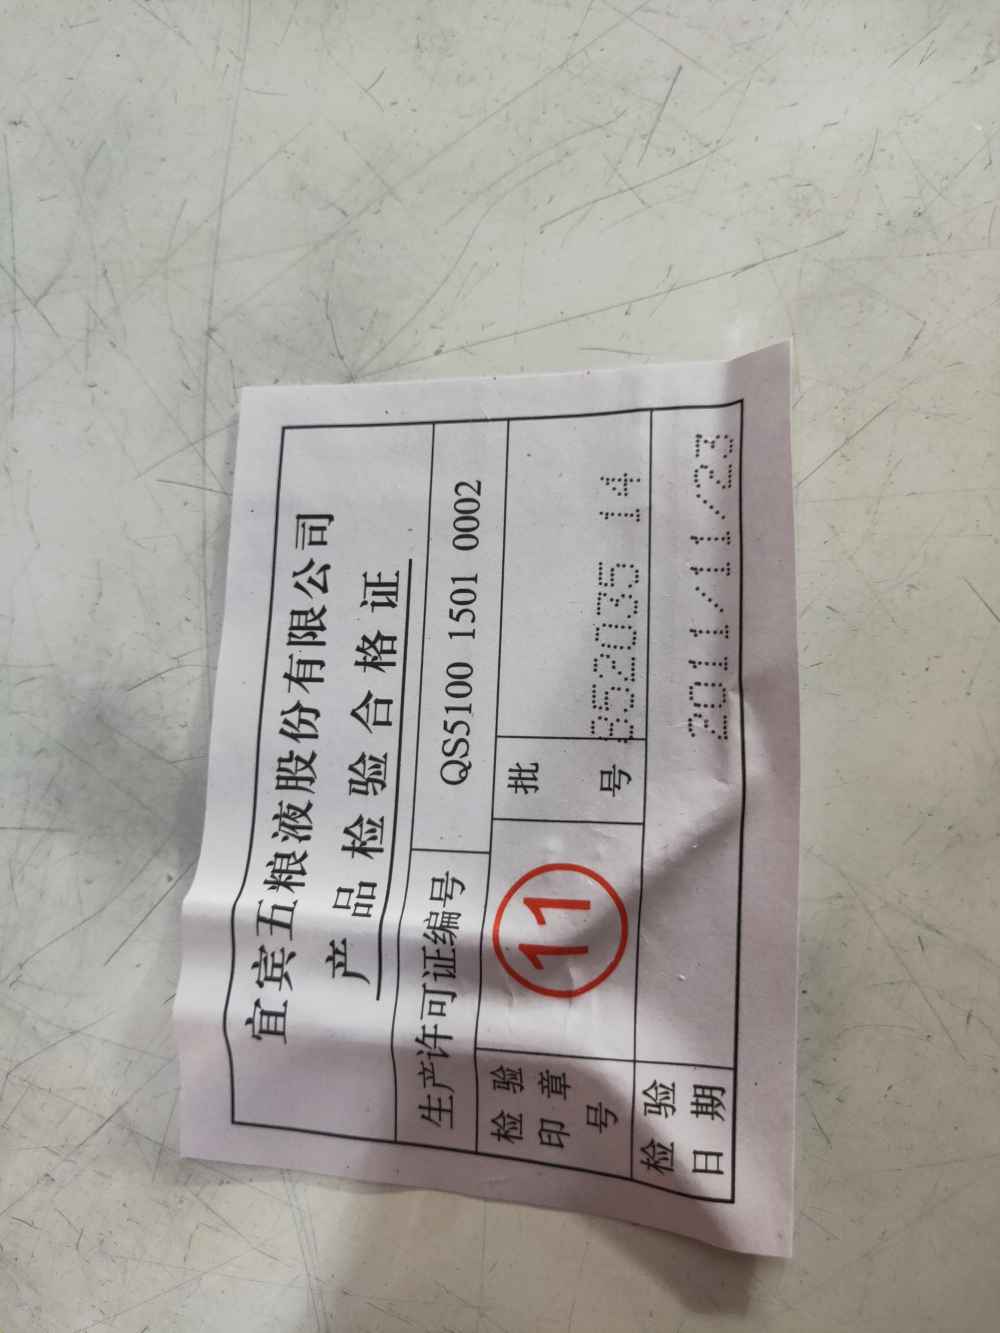 宜宾五粮液股份有限公司
产品检验合格证
生产许可证编号 QS5100 1501 0002
检验印章号 11 批号 B52035 14
检验日期 2011/11/23